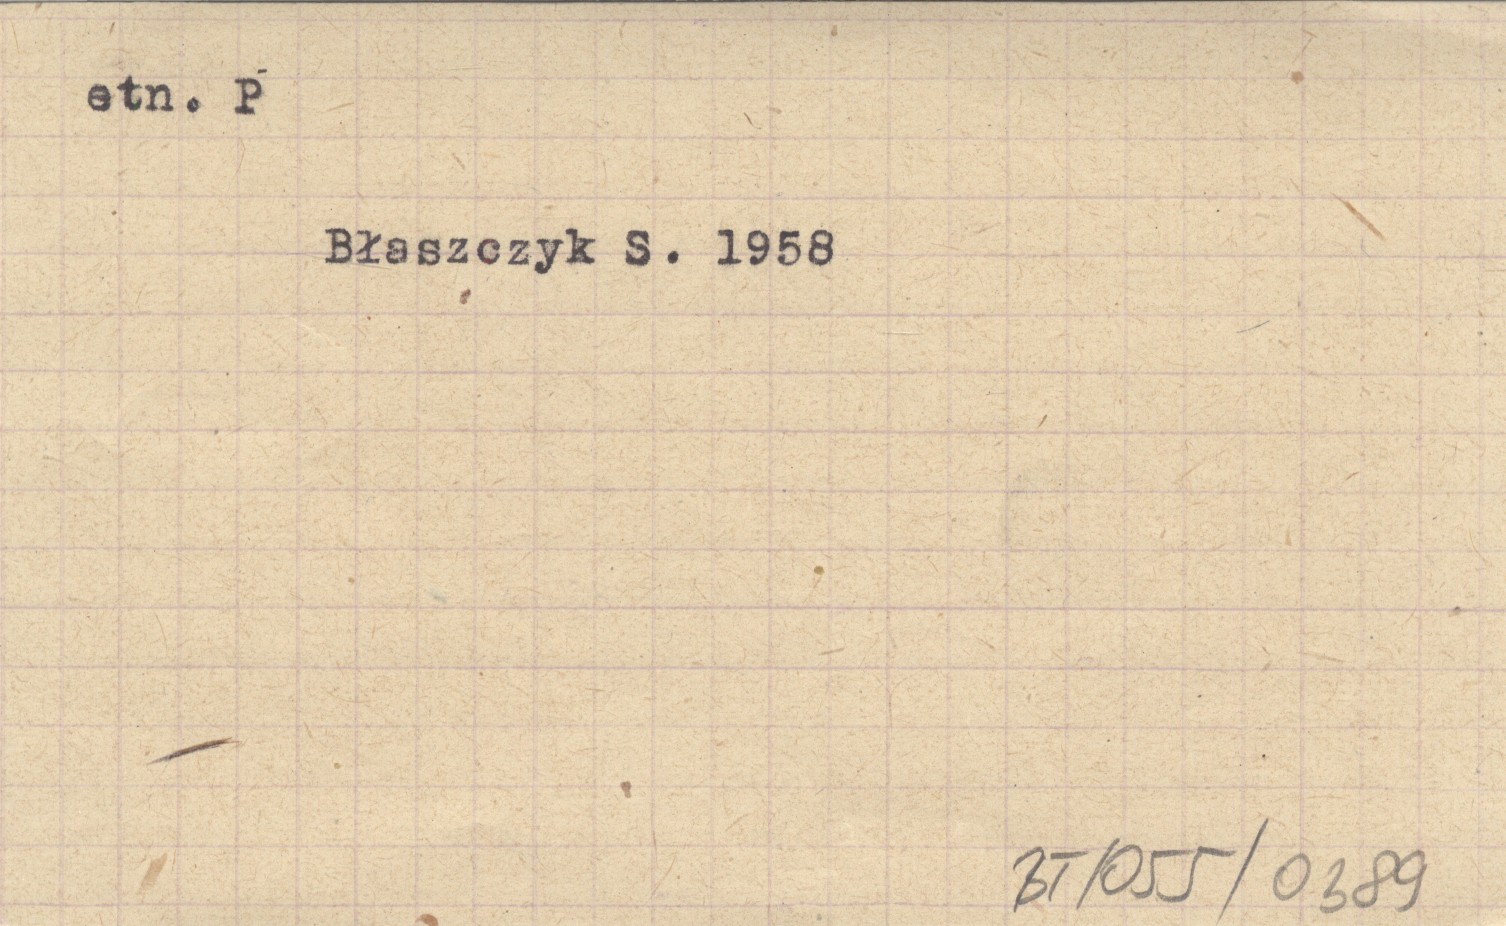 etn. P
Błaszczyk S. 1958
BT/055/0389